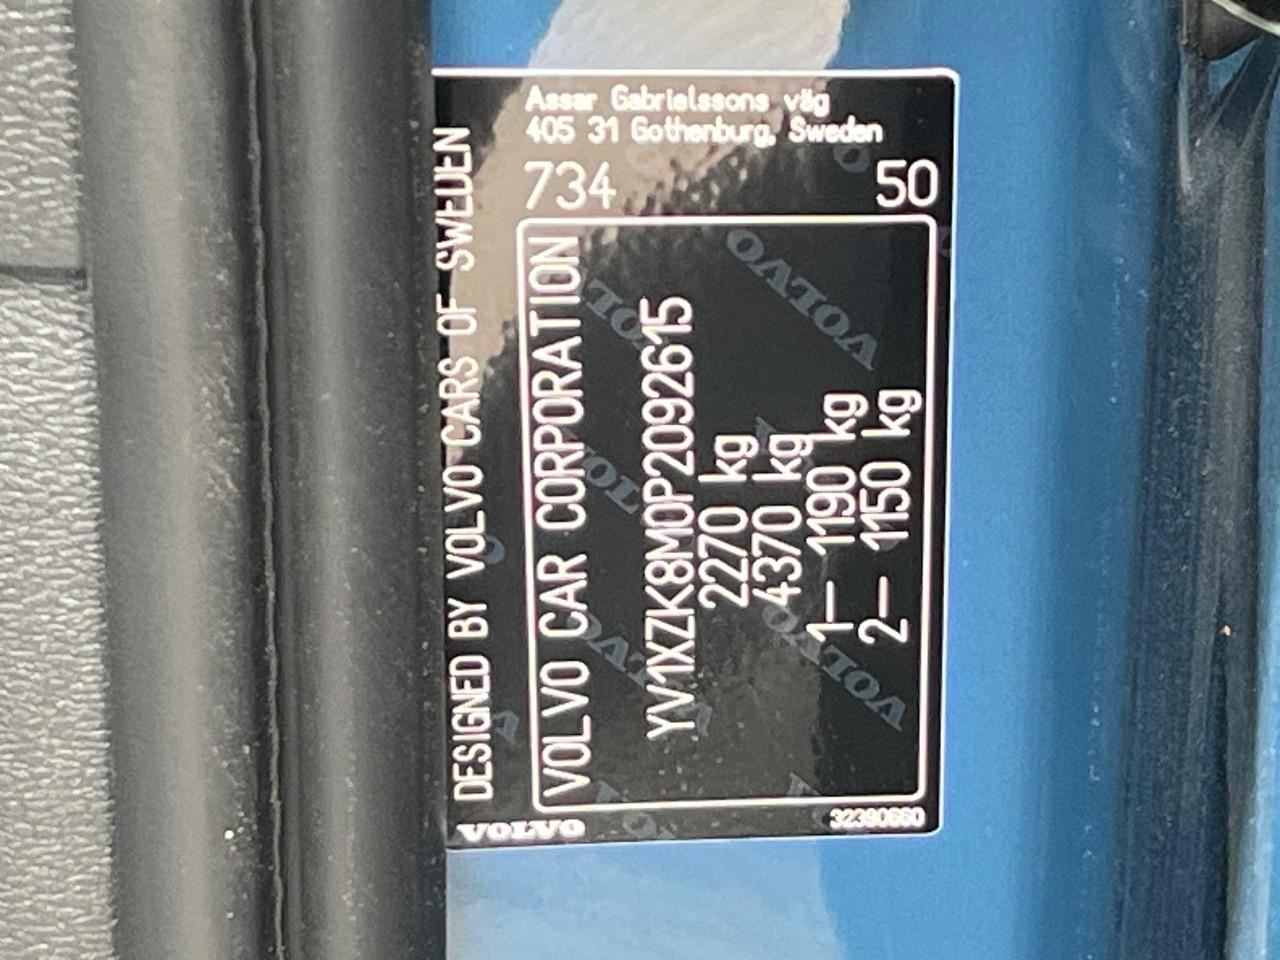 Assar Gabrielssons väg
405 31 Gothenburg, Sweden
734 50
DESIGNED BY VOLVO CARS OF SWEDEN
VOLVO CAR CORPORATION
YV1XZK8M0P2092615
2270 kg
4370 kg
1– 1190 kg
2– 1150 kg
VOLVO
32390660